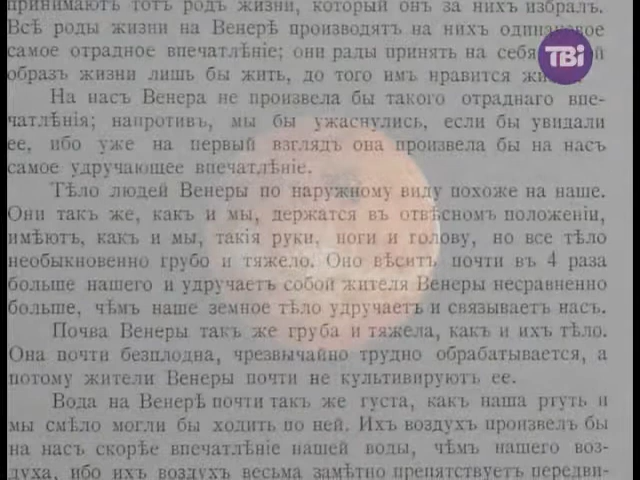 принимаютъ тотъ родъ жизни, который онъ за нихъ избралъ.
Всѣ роды жизни на Венерѣ производятъ на нихъ одинаковое
самое отрадное впечатлѣніе; они рады принять на себя
образъ жизни лишь бы жить, до того имъ нравится
ТВі
На насъ Венера не произвела бы такого отраднаго впе-
чатлѣнія; напротивъ, мы бы ужаснулись, если бы увидали
ее, ибо уже на первый взглядъ она произвела бы на насъ
самое удручающее впечатлѣніе.
Тѣло людей Венеры по наружному виду похоже на наше.
Они такъ же, какъ и мы, держатся въ отвѣсномъ положеніи,
имѣютъ, какъ и мы, такія руки, ноги и голову, но все тѣло
необыкновенно грубо и тяжело. Оно вѣситъ почти въ 4 раза
больше нашего и удручаетъ собой жителя Венеры несравненно
больше, чѣмъ наше земное тѣло удручаетъ и связываетъ насъ.
Почва Венеры такъ же груба и тяжела, какъ и ихъ тѣло.
Она почти безплодна, чрезвычайно трудно обрабатывается, а
потому жители Венеры почти не культивируютъ ее.
Вода на Венерѣ почти такъ же густа, какъ наша ртуть и
мы смѣло могли бы ходить по ней. Ихъ воздухъ произвелъ бы
на насъ скорѣе впечатлѣніе нашей воды, чѣмъ нашего воз-
духа, ибо ихъ воздухъ весьма замѣтно препятствуетъ передви-